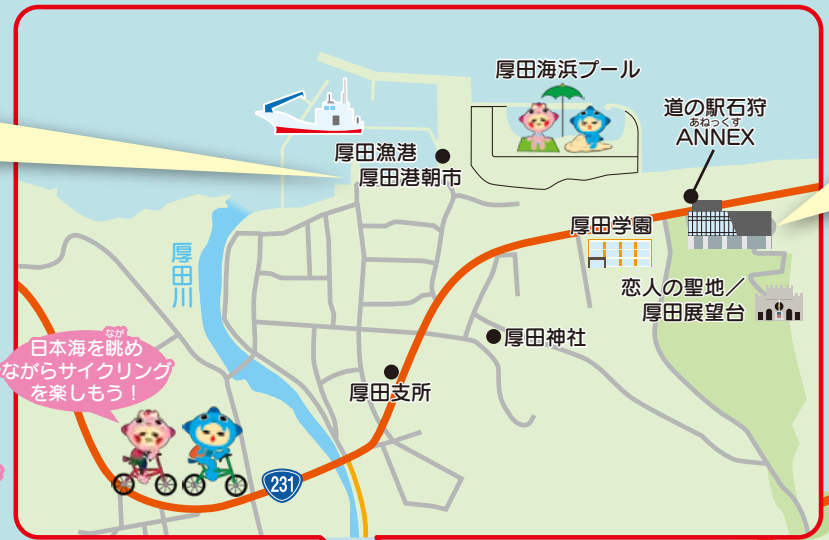 厚田海浜プール
道の駅石狩
あねっくす
ANNEX
厚田漁港
厚田港朝市
厚田学園
厚田川
恋人の聖地／
厚田展望台
厚田神社
なが
日本海を眺め
ながらサイクリング
を楽しもう！
厚田支所
231